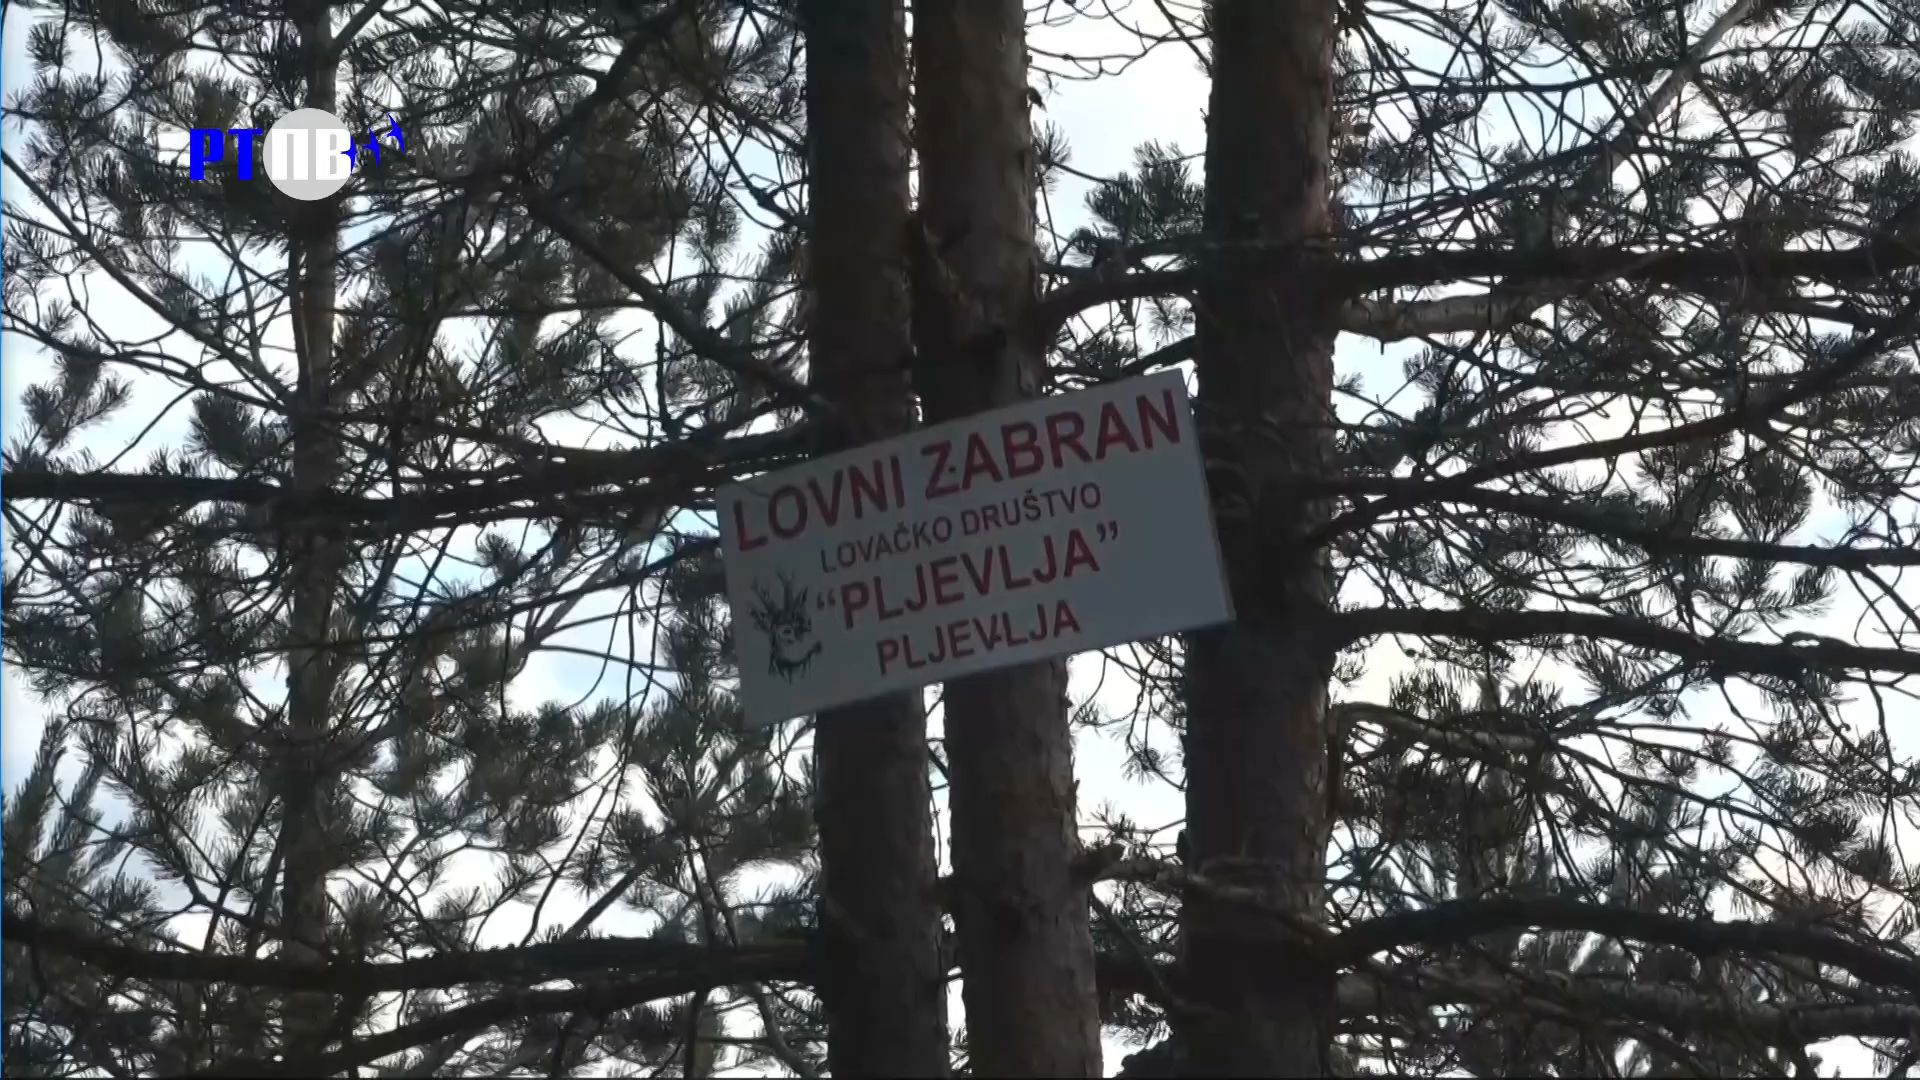 РТПВ
LOVNI ZABRAN
LOVAČKO DRUŠTVO
“PLJEVLJA”
PLJEVLJA